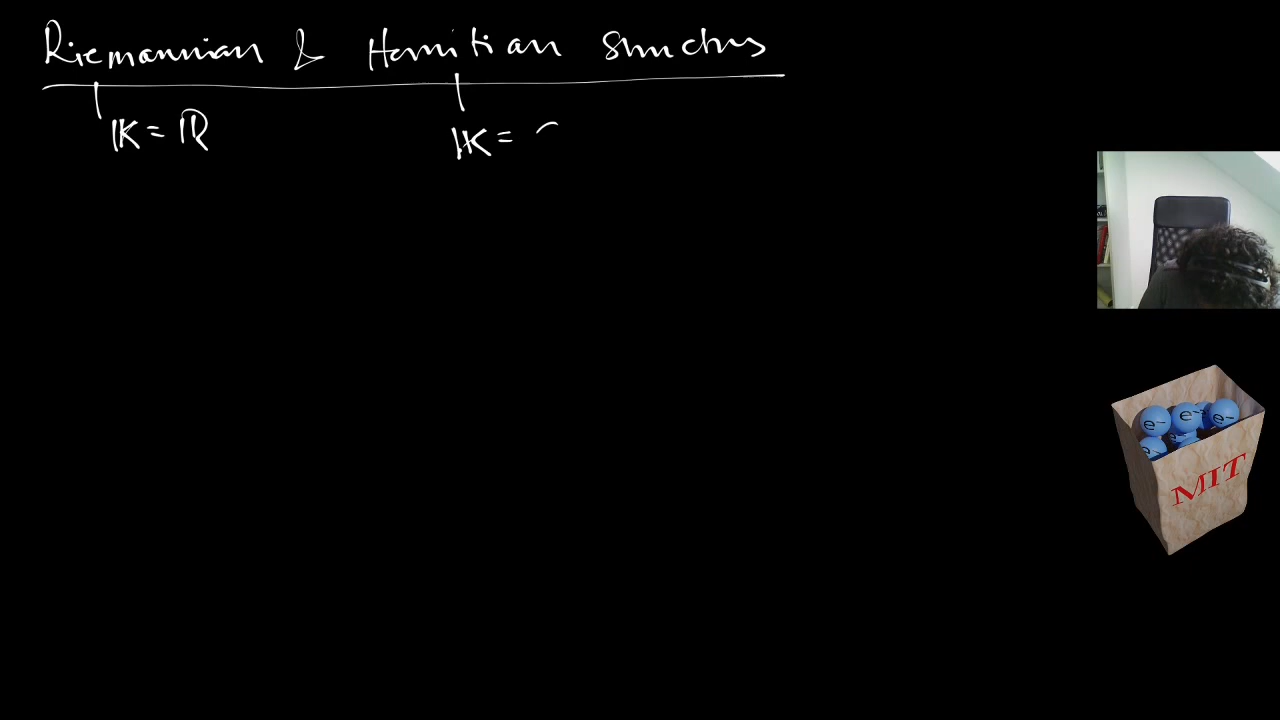 Riemannian & Hermitian Structures
𝕂 = ℝ 𝕂 =
e⁻ e⁻ e⁻
e⁻
e⁻
MIT